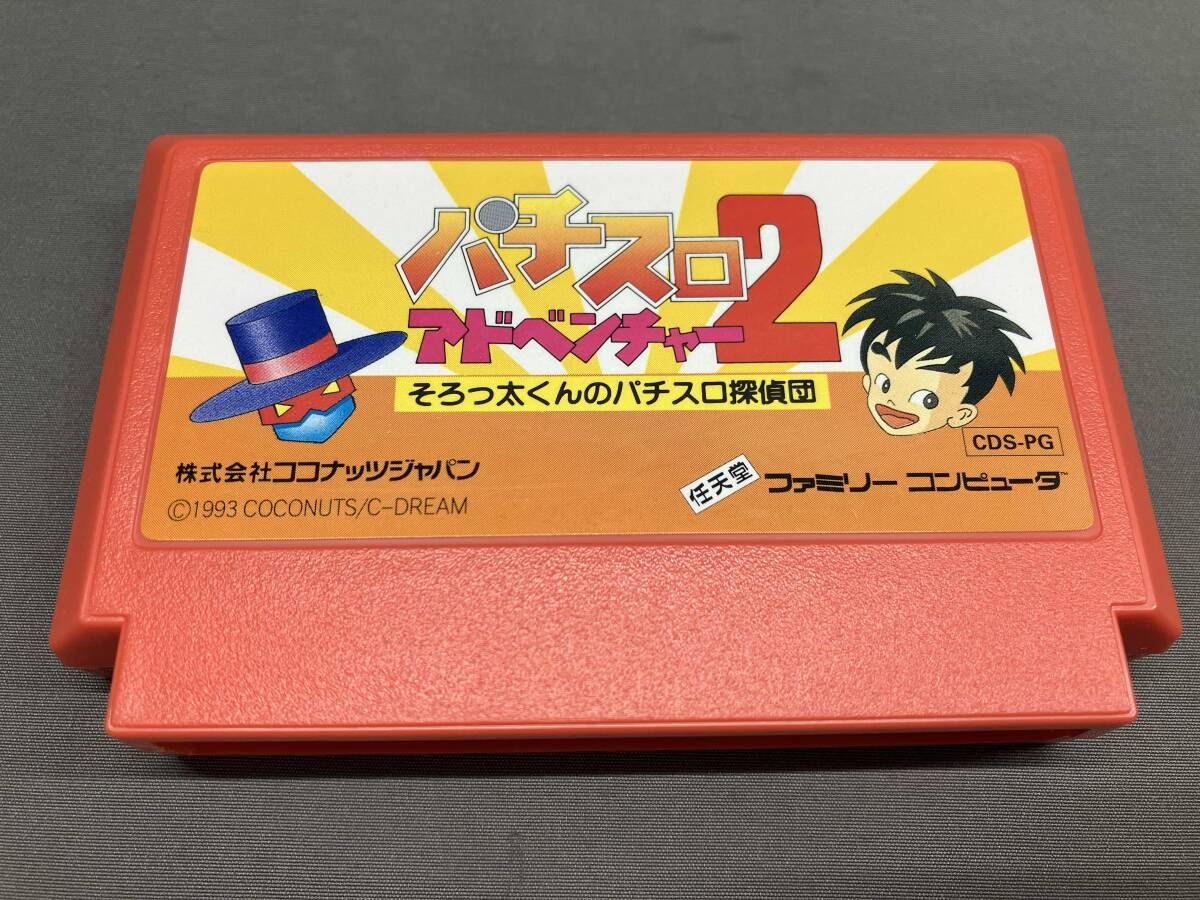 パチスロ
アドベンチャー2
そろっ太くんのパチスロ探偵団
CDS-PG
株式会社ココナッツジャパン
任天堂 ファミリー コンピュータ
©1993 COCONUTS/C-DREAM